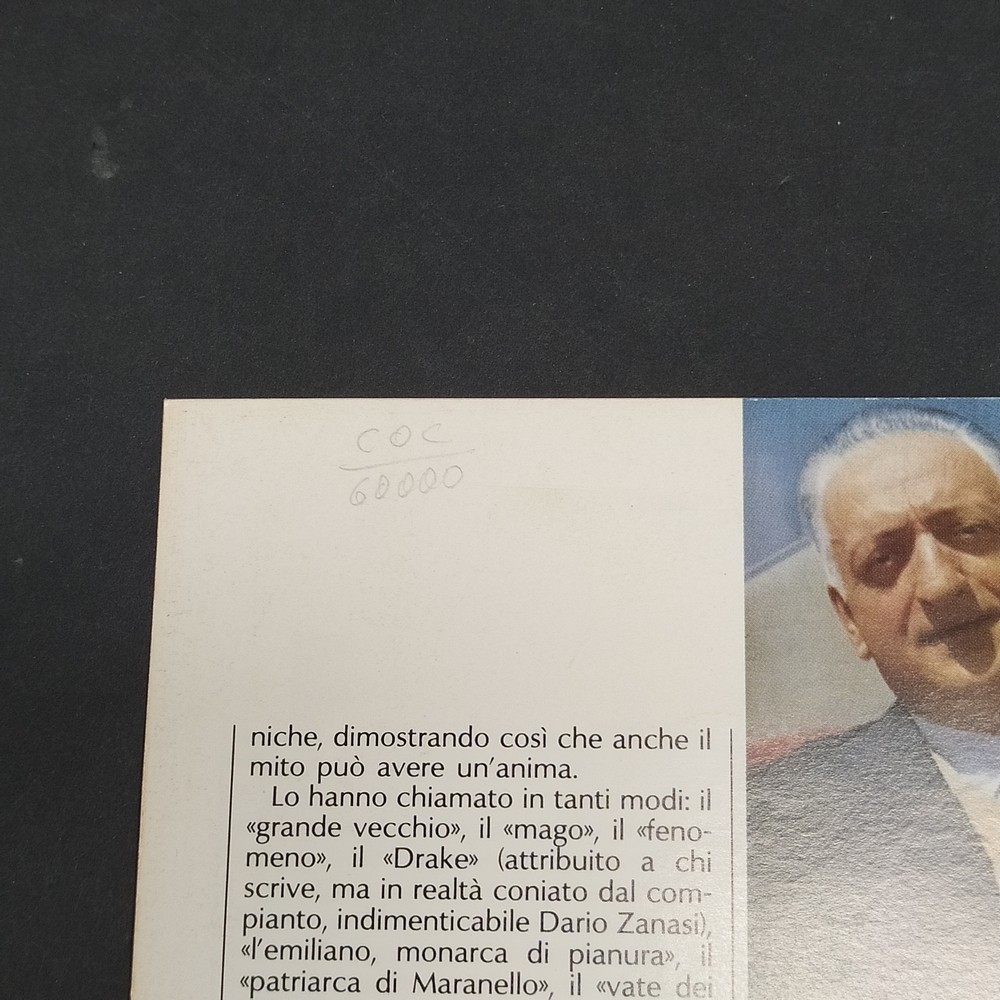 COC
60000
niche, dimostrando così che anche il
mito può avere un'anima.
Lo hanno chiamato in tanti modi: il
«grande vecchio», il «mago», il «feno-
meno», il «Drake» (attribuito a chi
scrive, ma in realtà coniato dal com-
pianto, indimenticabile Dario Zanasi),
«l'emiliano, monarca di pianura», il
«patriarca di Maranello», il «vate dei